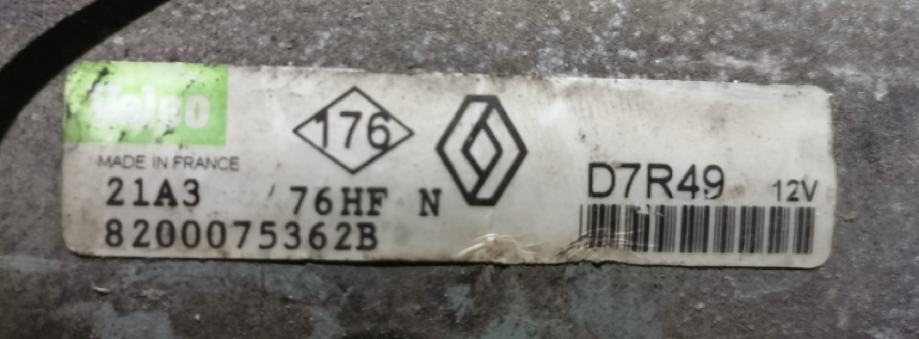 Valeo
176
MADE IN FRANCE
21A3 / 76HF N
8200075362B
D7R49 12V